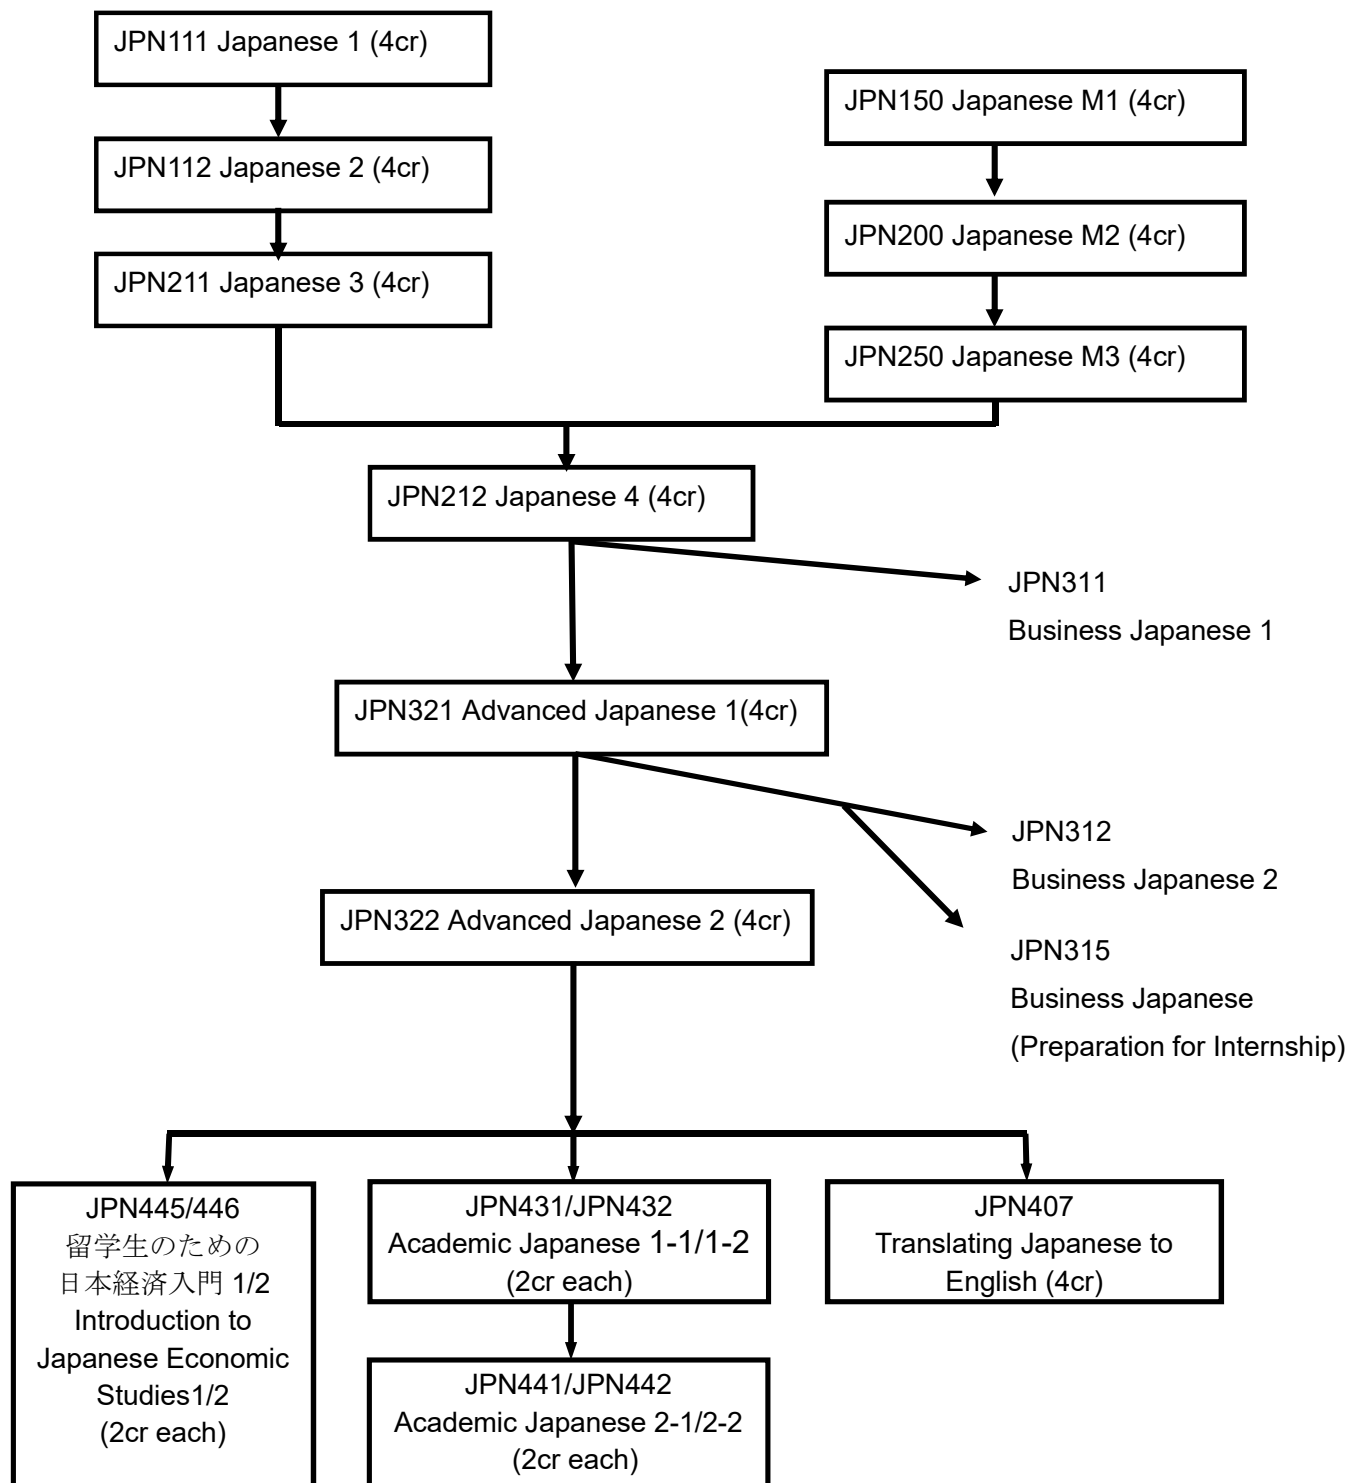 JPN111 Japanese 1 (4cr)
JPN150 Japanese M1 (4cr)
JPN112 Japanese 2 (4cr)
JPN200 Japanese M2 (4cr)
JPN211 Japanese 3 (4cr)
JPN250 Japanese M3 (4cr)
JPN212 Japanese 4 (4cr)
JPN311
Business Japanese 1
JPN321 Advanced Japanese 1(4cr)
JPN312
Business Japanese 2
JPN322 Advanced Japanese 2 (4cr)
JPN315
Business Japanese
(Preparation for Internship)
JPN445/446
留学生のための
日本経済入門 1/2
Introduction to
Japanese Economic
Studies1/2
(2cr each)
JPN431/JPN432
Academic Japanese 1-1/1-2
(2cr each)
JPN407
Translating Japanese to
English (4cr)
JPN441/JPN442
Academic Japanese 2-1/2-2
(2cr each)